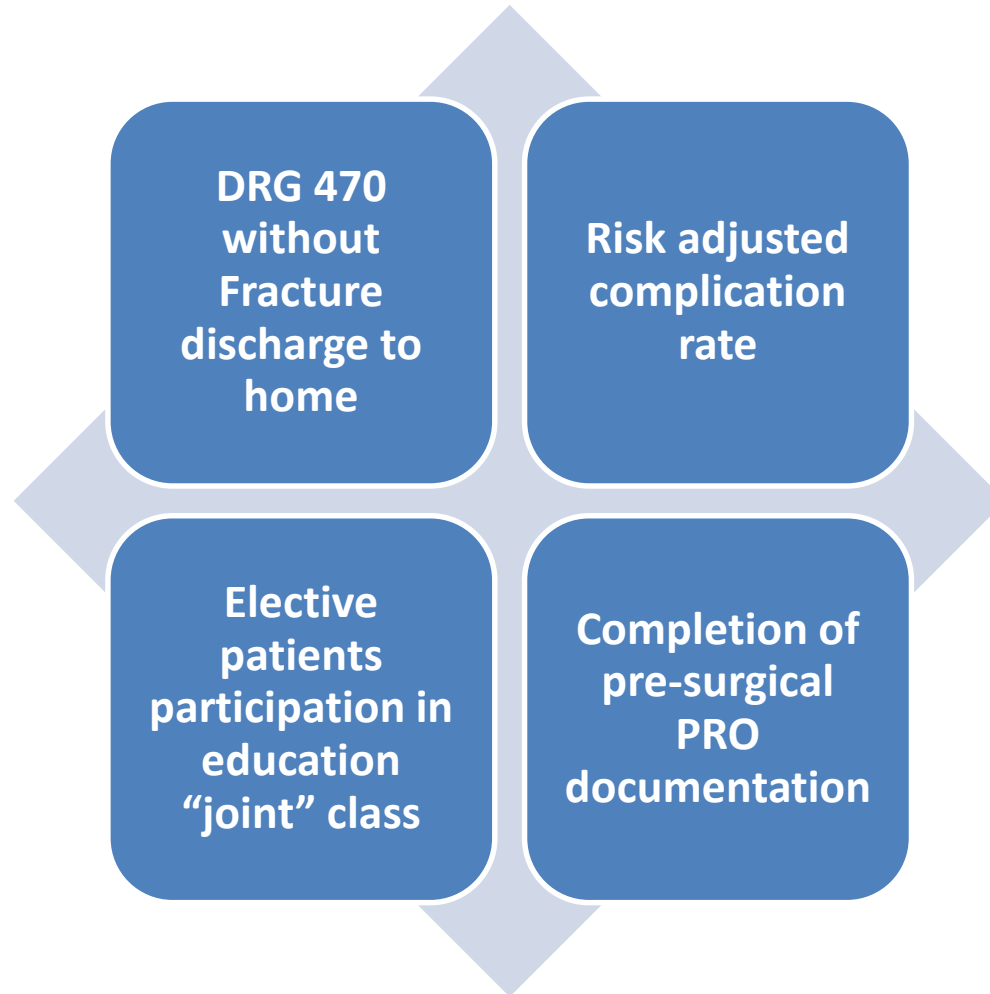 DRG 470
without
Fracture
discharge to
home
Risk adjusted
complication
rate
Elective
patients
participation in
education
“joint” class
Completion of
pre-surgical
PRO
documentation